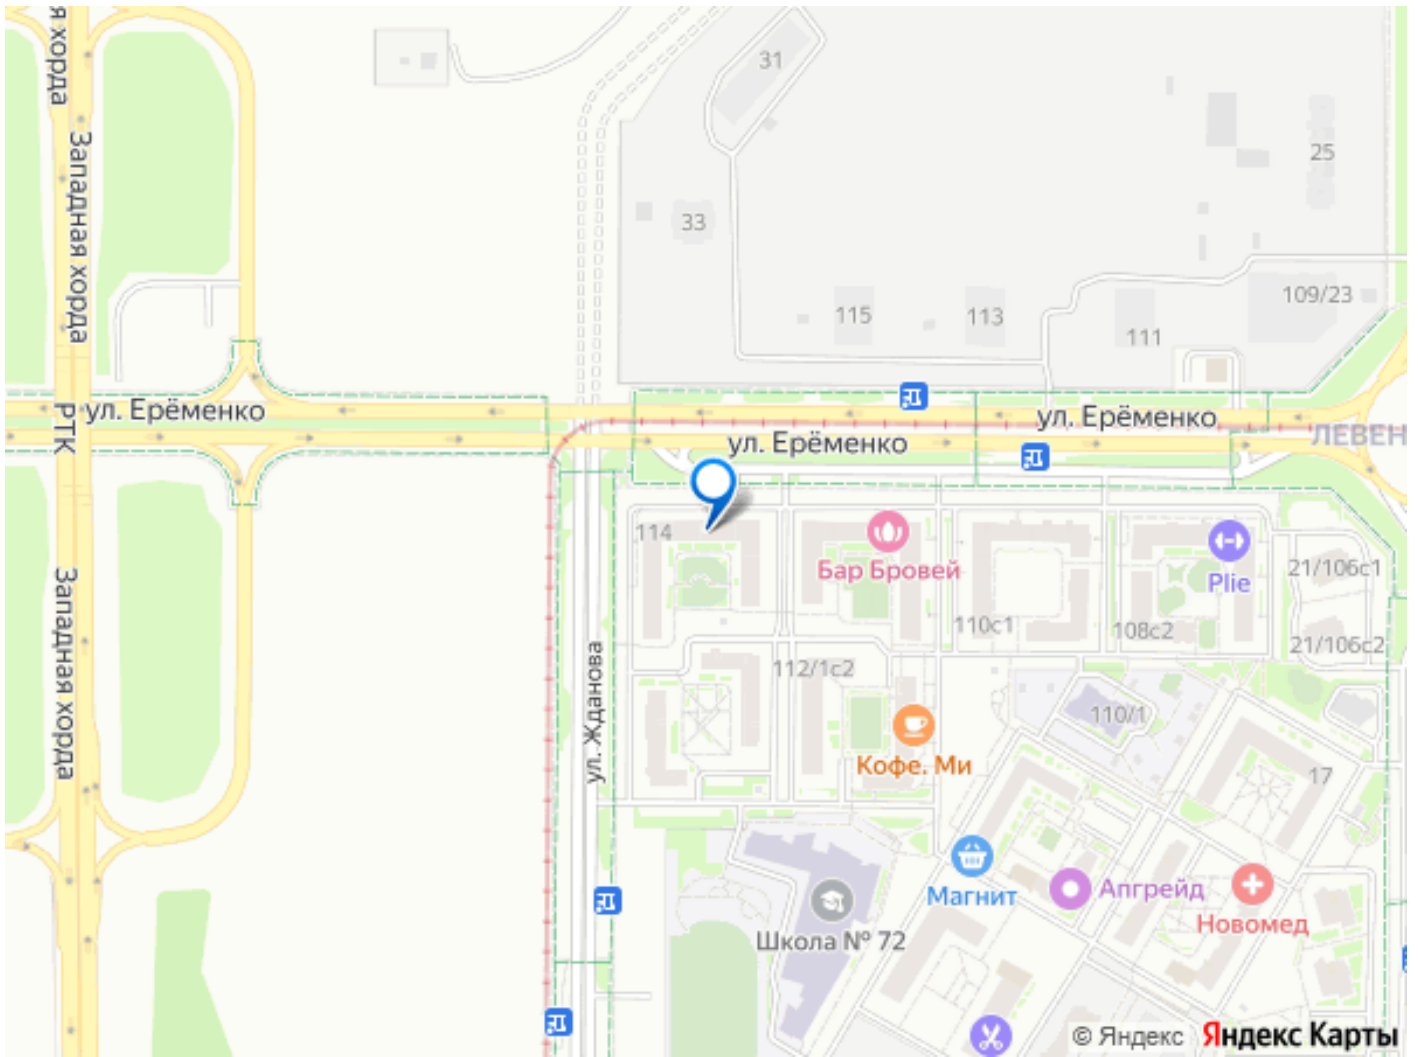 я хорда
Западная хорда
31
25
33
115
113
111
109/23
РТК
ул. Ерёменко
ул. Ерёменко
ул. Ерёменко
ЛЕВЕН
114
Бар Бровей
110с1
Plie
108с2
21/106с1
21/106с2
112/1с2
110/1
Западная хорда
ул. Жданова
Кофе. Ми
17
Магнит
Апгрейд
Новомед
Школа № 72
© Яндекс
Яндекс Карты